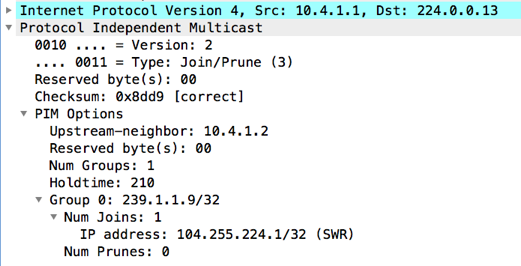 Internet Protocol Version 4, Src: 10.4.1.1, Dst: 224.0.0.13
Protocol Independent Multicast
0010 .... = Version: 2
.... 0011 = Type: Join/Prune (3)
Reserved byte(s): 00
Checksum: 0x8dd9 [correct]
PIM Options
Upstream-neighbor: 10.4.1.2
Reserved byte(s): 00
Num Groups: 1
Holdtime: 210
Group 0: 239.1.1.9/32
Num Joins: 1
IP address: 104.255.224.1/32 (SWR)
Num Prunes: 0